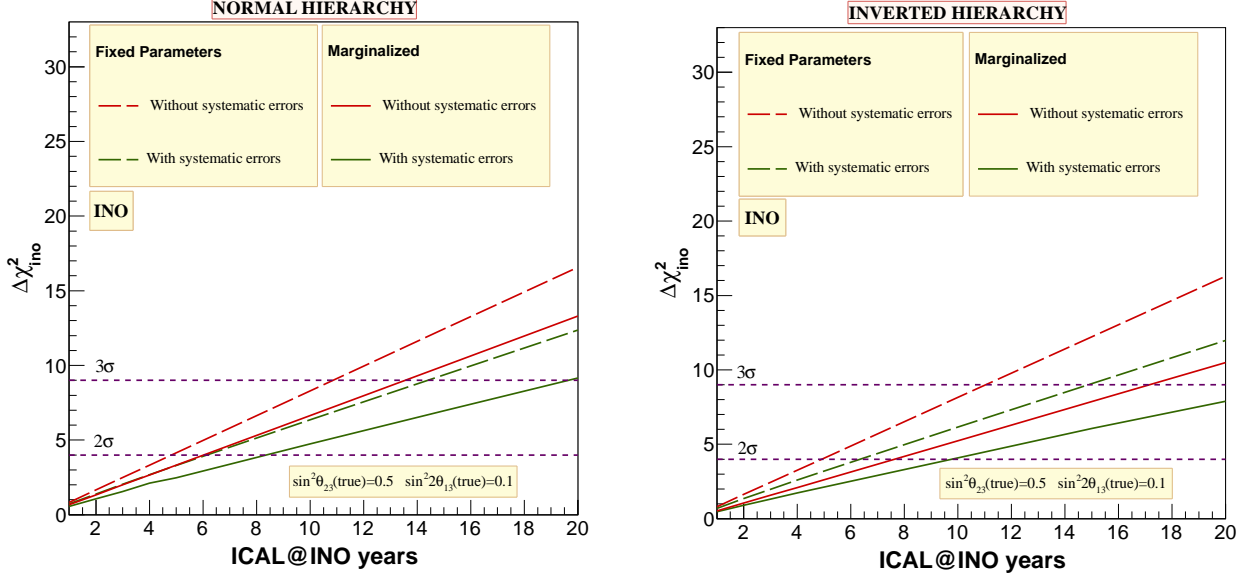 NORMAL HIERARCHY
Fixed Parameters
Marginalized
Without systematic errors
Without systematic errors
With systematic errors
With systematic errors
INO
3σ
2σ
sin²θ₂₃(true)=0.5 sin²2θ₁₃(true)=0.1
Δχ²ino
0
5
10
15
20
25
30
2 4 6 8 10 12 14 16 18 20
ICAL@INO years
INVERTED HIERARCHY
Fixed Parameters
Marginalized
Without systematic errors
Without systematic errors
With systematic errors
With systematic errors
INO
3σ
2σ
sin²θ₂₃(true)=0.5 sin²2θ₁₃(true)=0.1
Δχ²ino
0
5
10
15
20
25
30
2 4 6 8 10 12 14 16 18 20
ICAL@INO years